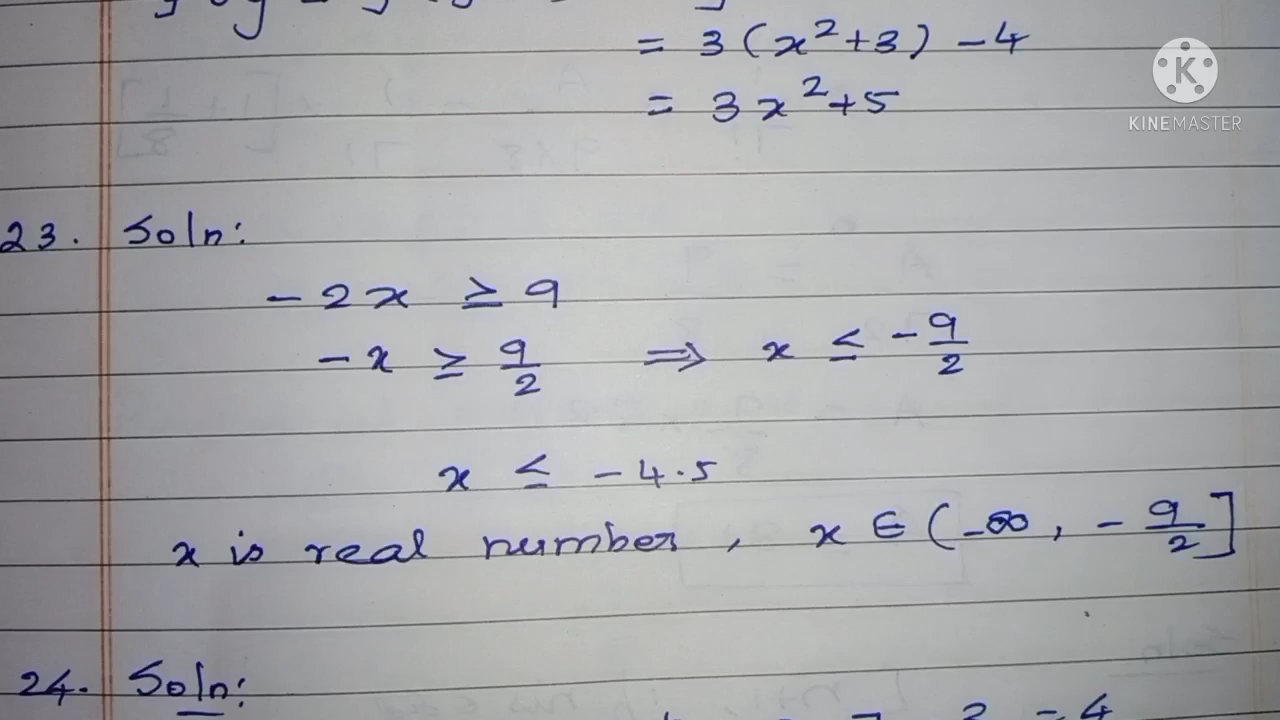 = 3(x²+3) -4
= 3x²+5
KINEMASTER
23. Soln:
-2x ≥ 9
-x ≥ 9/2 ⇒ x ≤ -9/2
x ≤ -4.5
x is real number, x ∈ (-∞, -9/2]
24. Soln: